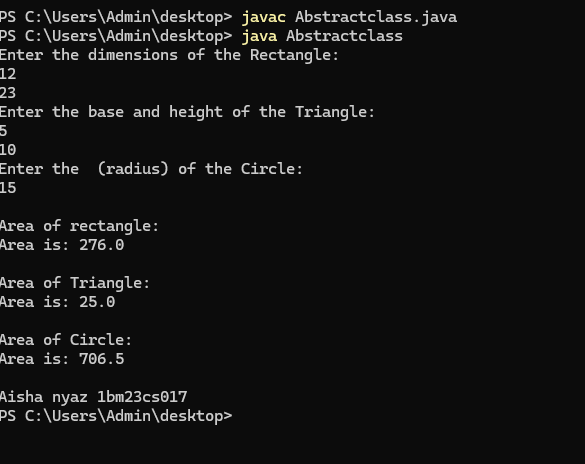 PS C:\Users\Admin\desktop> javac Abstractclass.java
PS C:\Users\Admin\desktop> java Abstractclass
Enter the dimensions of the Rectangle:
12
23
Enter the base and height of the Triangle:
5
10
Enter the  (radius) of the Circle:
15
Area of rectangle:
Area is: 276.0
Area of Triangle:
Area is: 25.0
Area of Circle:
Area is: 706.5
Aisha nyaz 1bm23cs017
PS C:\Users\Admin\desktop>